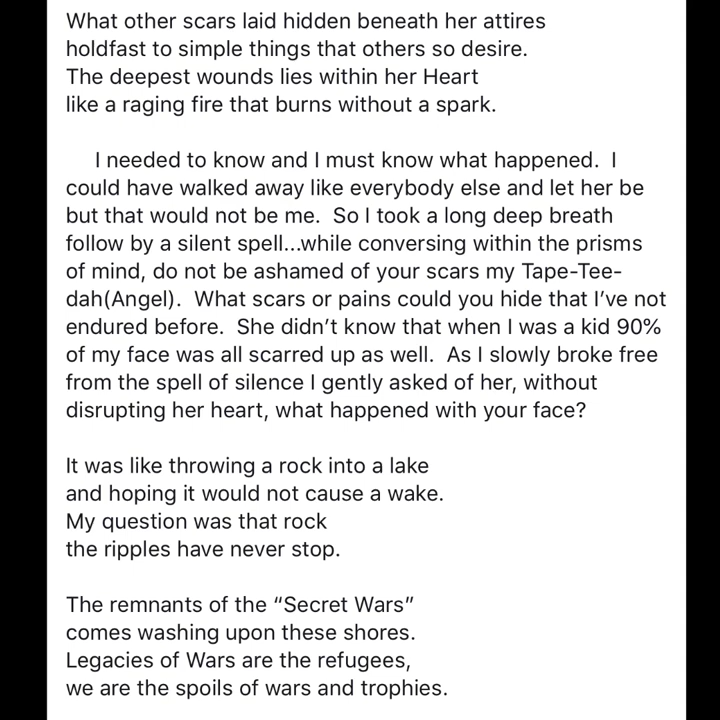 What other scars laid hidden beneath her attires
holdfast to simple things that others so desire.
The deepest wounds lies within her Heart
like a raging fire that burns without a spark.
I needed to know and I must know what happened.  I
could have walked away like everybody else and let her be
but that would not be me.  So I took a long deep breath
follow by a silent spell...while conversing within the prisms
of mind, do not be ashamed of your scars my Tape-Tee-
dah(Angel).  What scars or pains could you hide that I’ve not
endured before.  She didn’t know that when I was a kid 90%
of my face was all scarred up as well.  As I slowly broke free
from the spell of silence I gently asked of her, without
disrupting her heart, what happened with your face?
It was like throwing a rock into a lake
and hoping it would not cause a wake.
My question was that rock
the ripples have never stop.
The remnants of the “Secret Wars”
comes washing upon these shores.
Legacies of Wars are the refugees,
we are the spoils of wars and trophies.